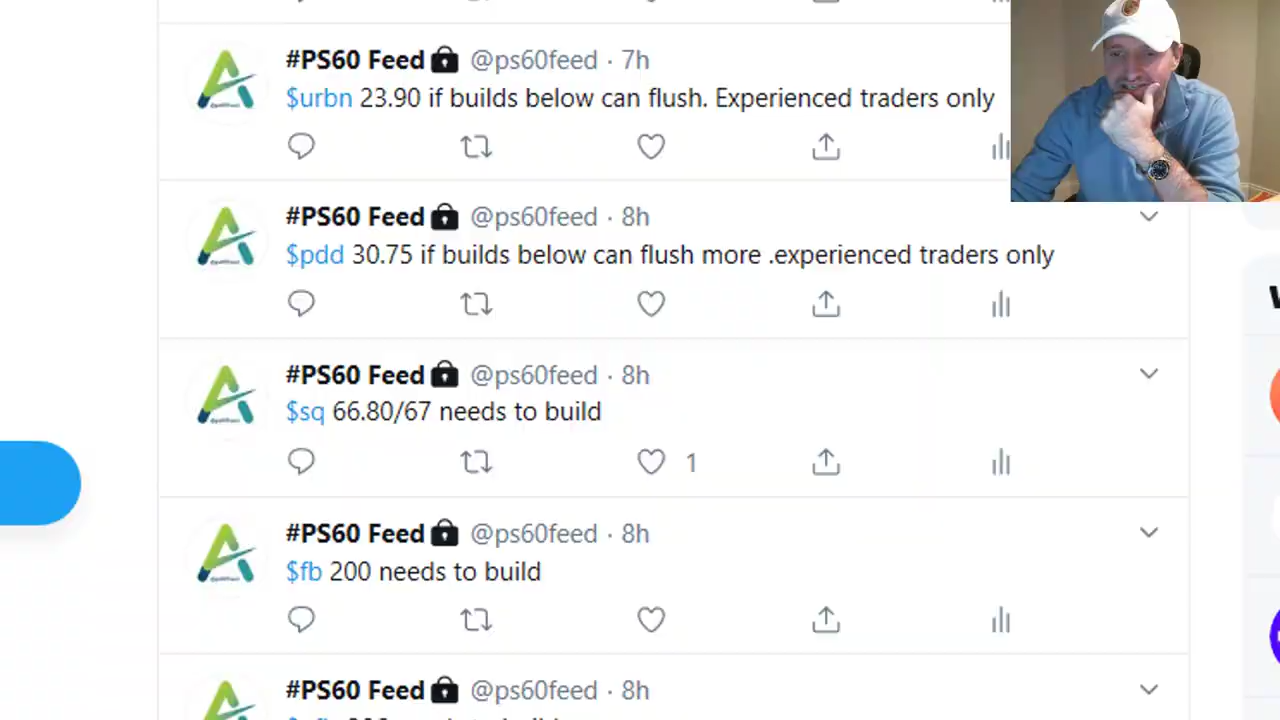 #PS60 Feed @ps60feed · 7h
$urbn 23.90 if builds below can flush. Experienced traders only
#PS60 Feed @ps60feed · 8h
$pdd 30.75 if builds below can flush more .experienced traders only
#PS60 Feed @ps60feed · 8h
$sq 66.80/67 needs to build
1
#PS60 Feed @ps60feed · 8h
$fb 200 needs to build
#PS60 Feed @ps60feed · 8h